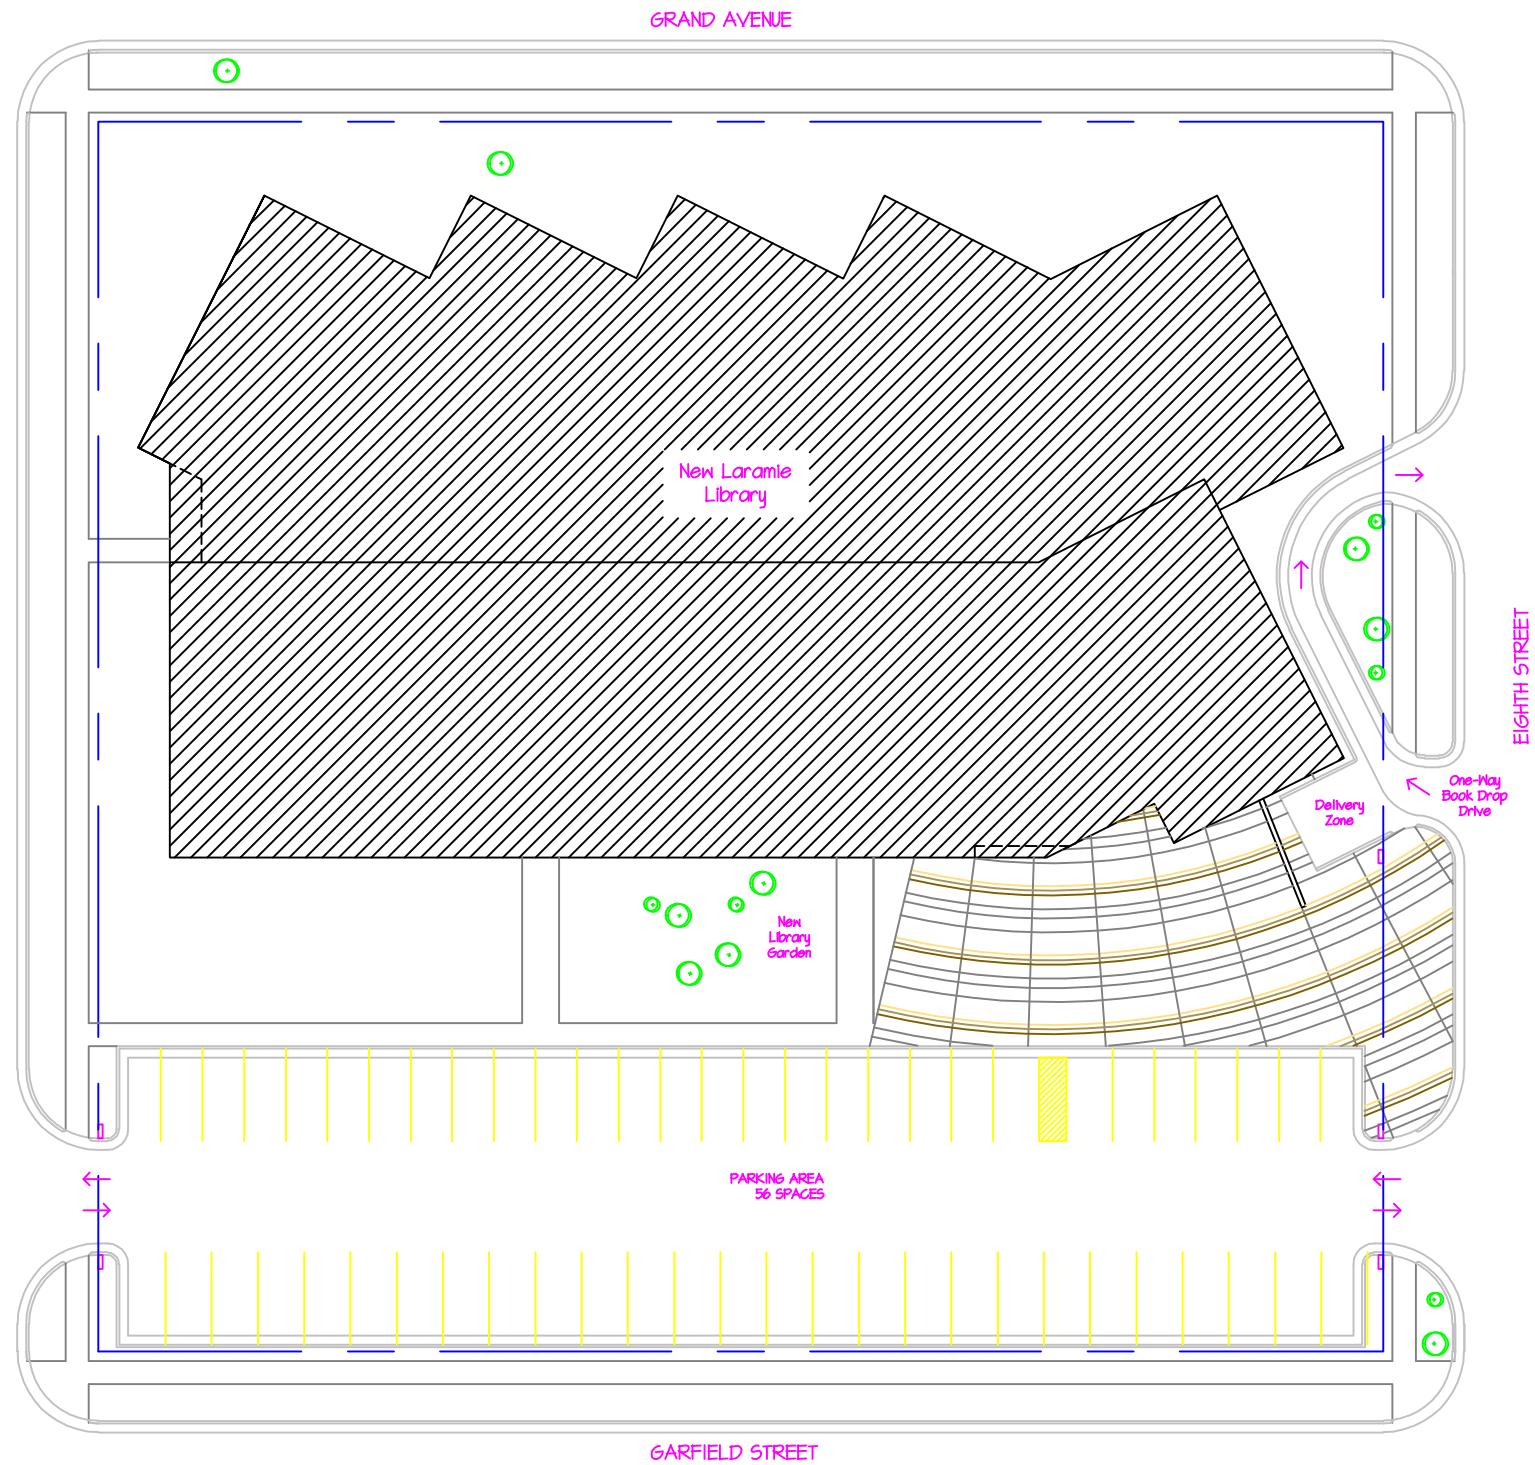 GRAND AVENUE
New Laramie
Library
EIGHTH STREET
One-Way
Book Drop
Drive
Delivery
Zone
New
Library
Garden
PARKING AREA
56 SPACES
GARFIELD STREET